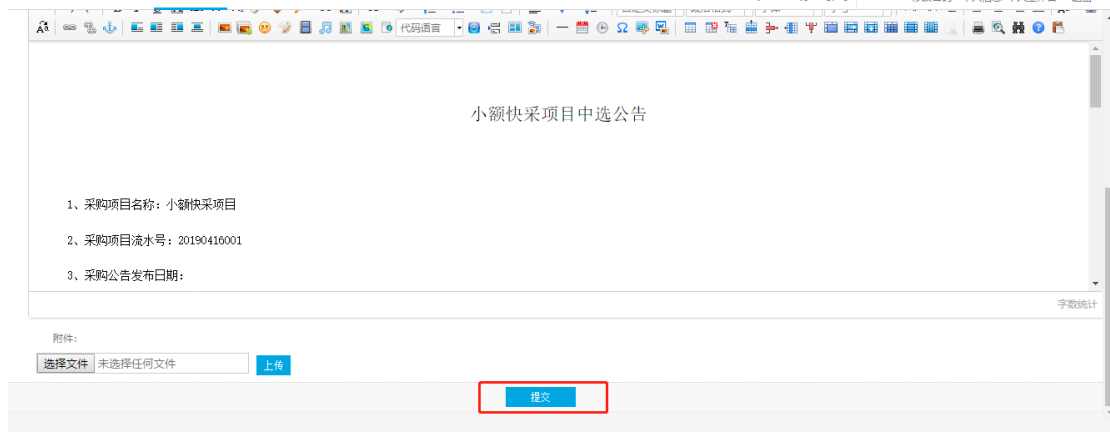 代码语言
小额快采项目中选公告
1、采购项目名称：小额快采项目
2、采购项目流水号：20190416001
3、采购公告发布日期：
字数统计
附件：
选择文件 未选择任何文件 上传
提交